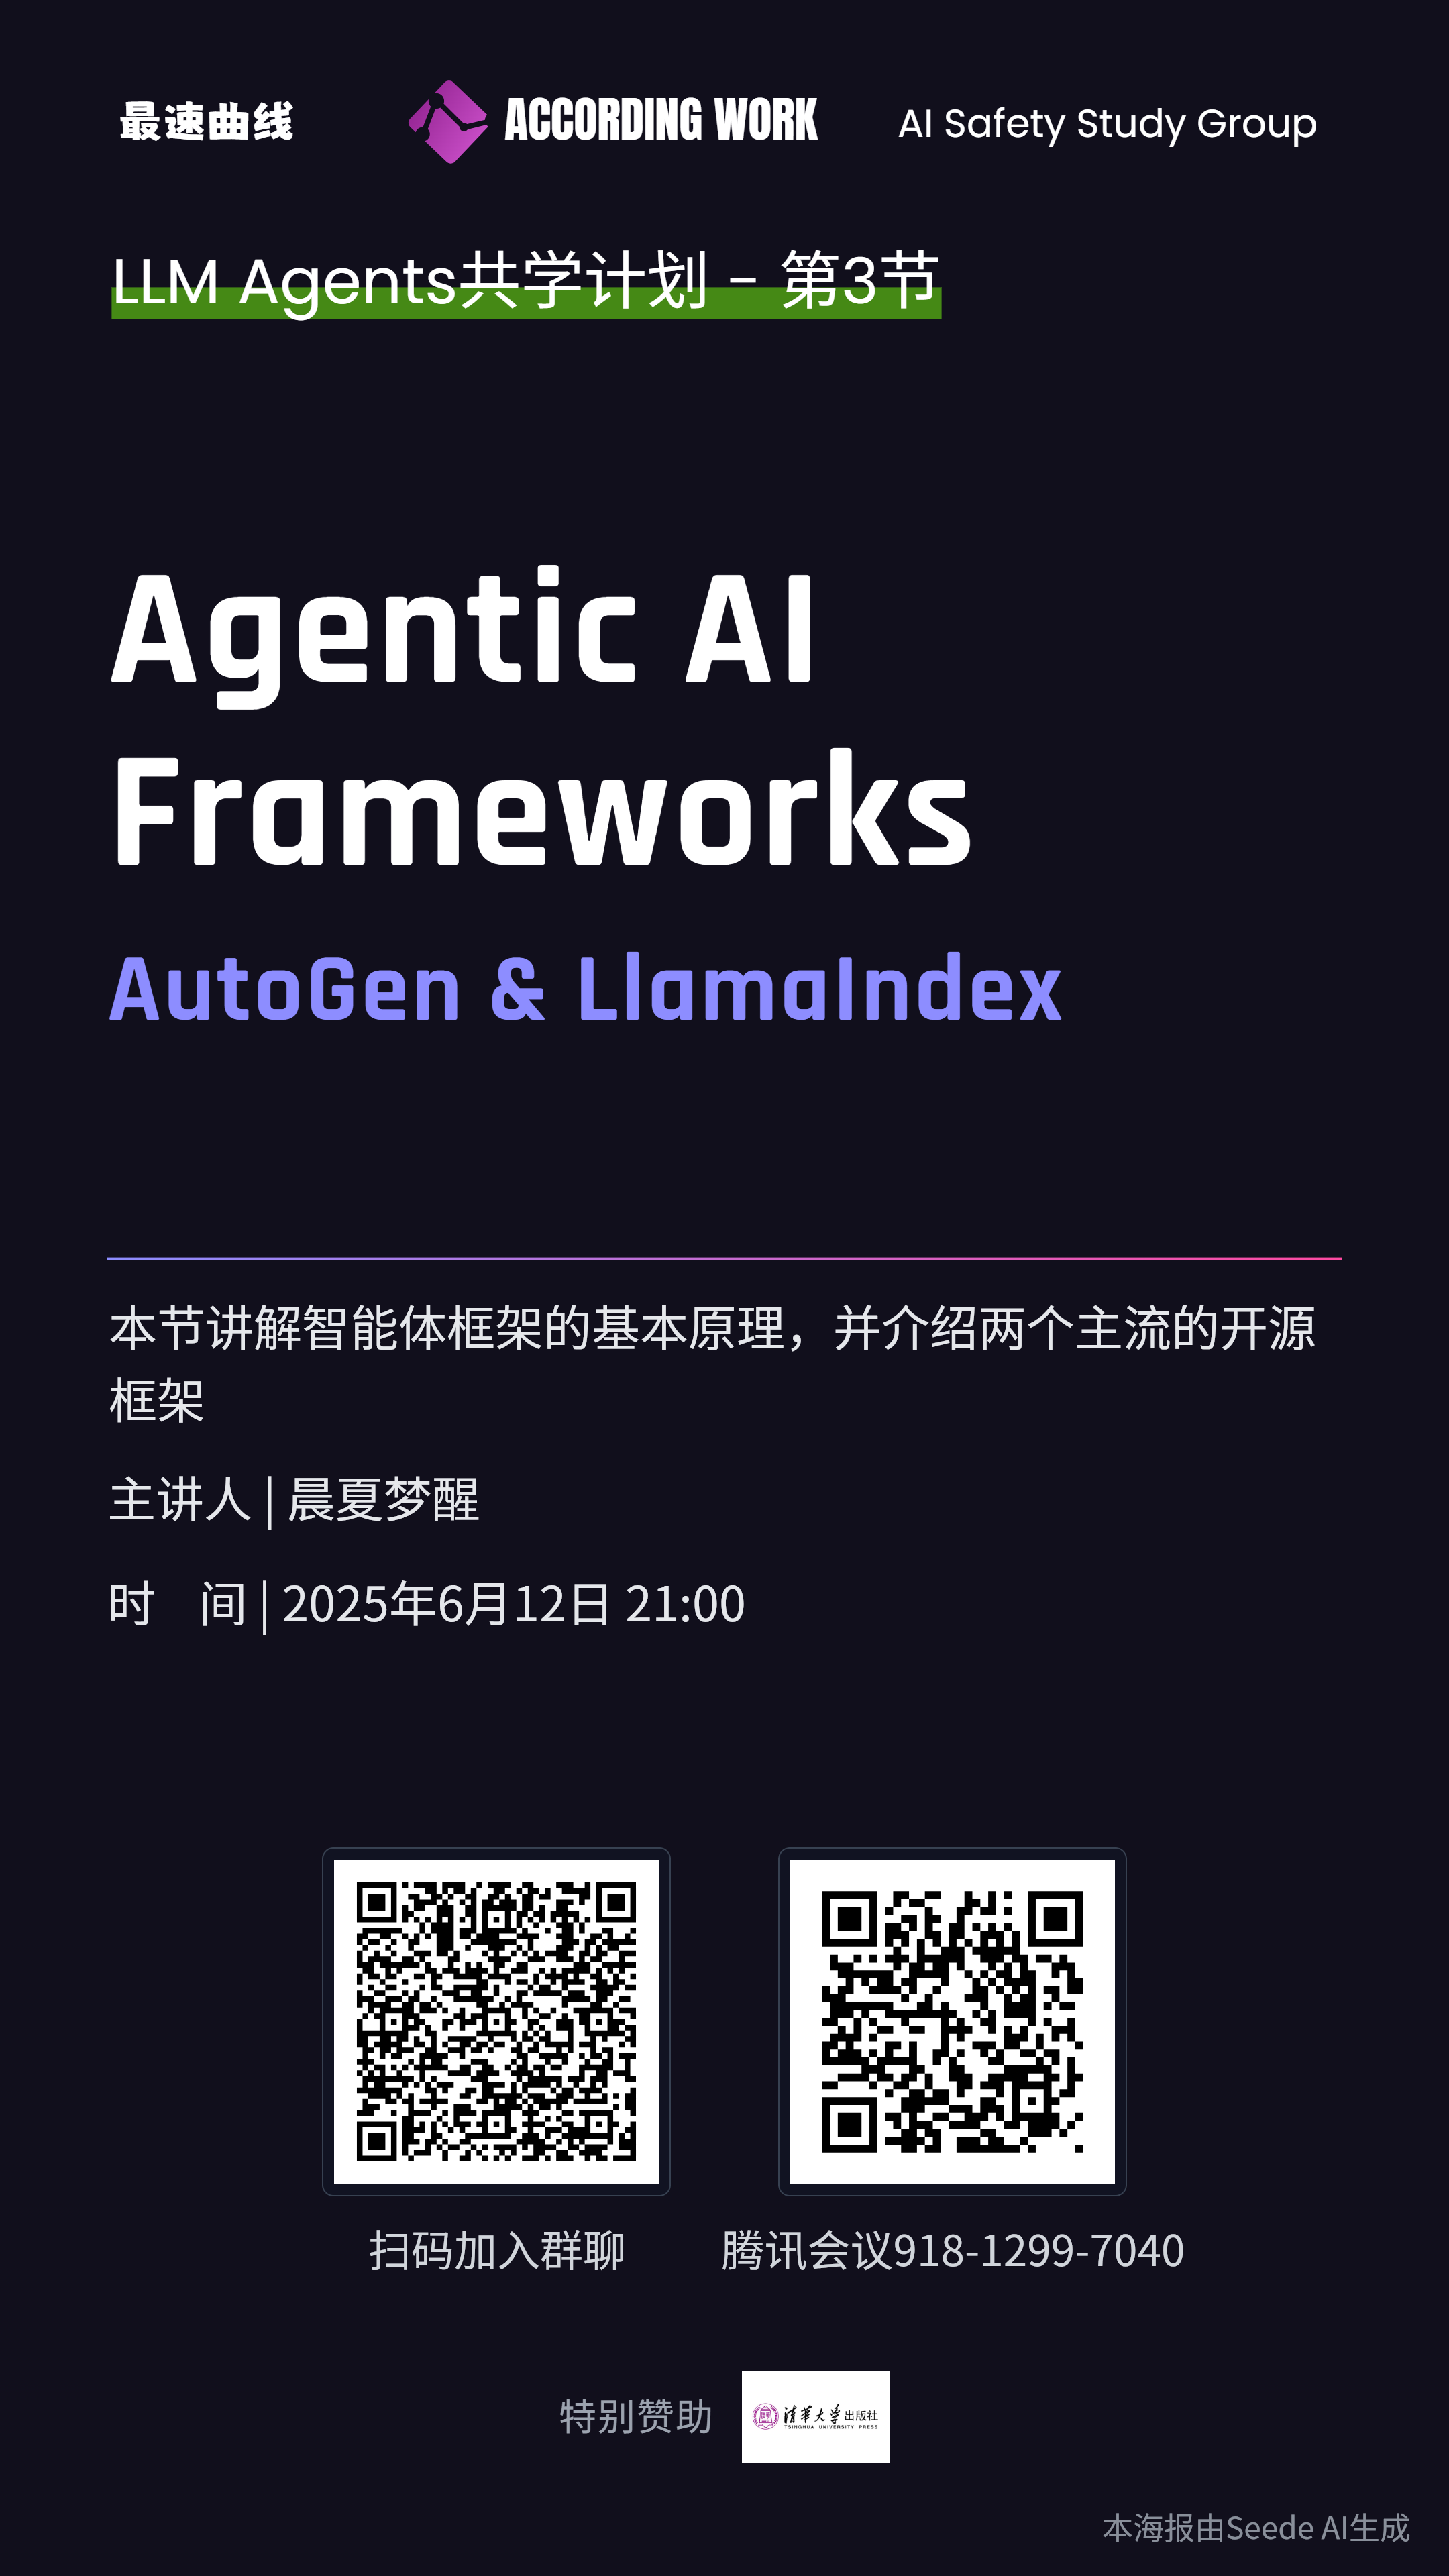 最速曲线
ACCORDING WORK
AI Safety Study Group
LLM Agents共学计划 - 第3节
Agentic AI
Frameworks
AutoGen & LlamaIndex
本节讲解智能体框架的基本原理，并介绍两个主流的开源
框架
主讲人 | 晨夏梦醒
时 间 | 2025年6月12日 21:00
扫码加入群聊
腾讯会议918-1299-7040
特别赞助
清華大学出版社
TSINGHUA UNIVERSITY PRESS
本海报由Seede AI生成